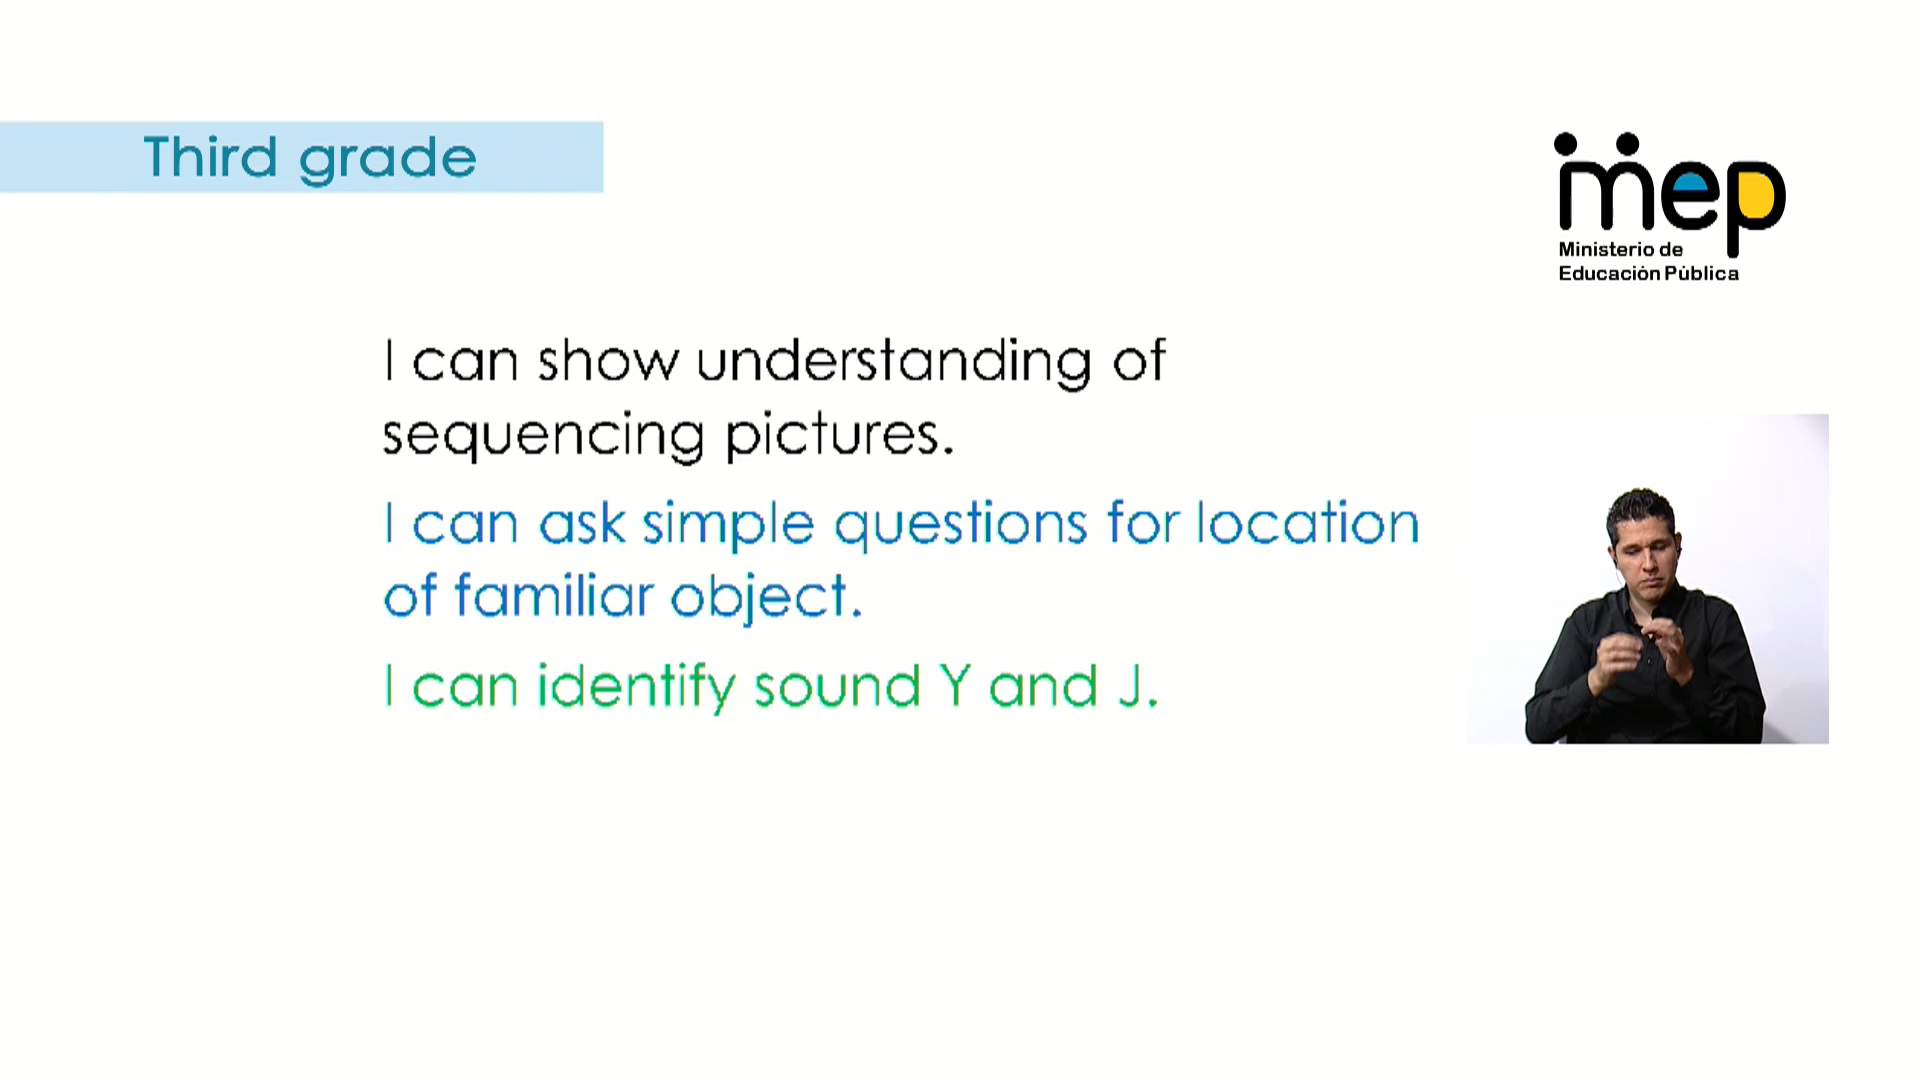 Third grade
mep
Ministerio de
Educación Pública
I can show understanding of
sequencing pictures.
I can ask simple questions for location
of familiar object.
I can identify sound Y and J.